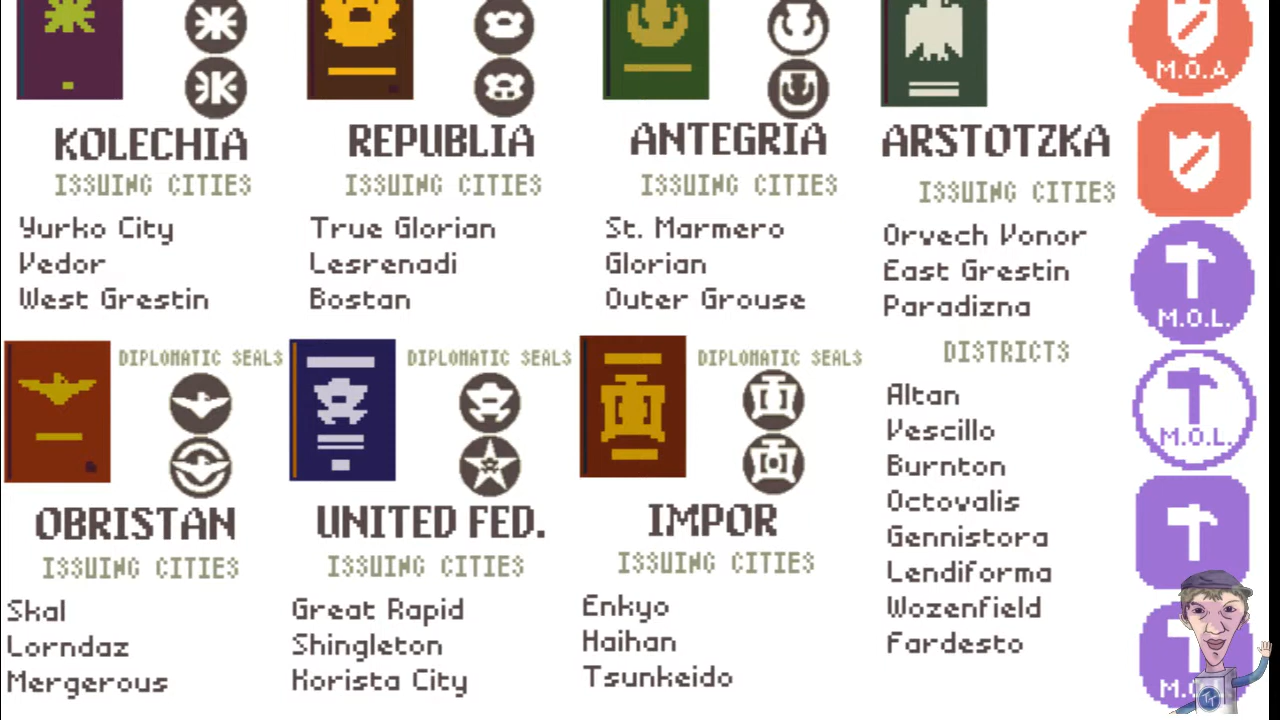 KOLECHIA
ISSUING CITIES
Yurko City
Vedor
West Grestin
REPUBLIA
ISSUING CITIES
True Glorian
Lesrenadi
Bostan
ANTEGRIA
ISSUING CITIES
St. Marmero
Glorian
Outer Grouse
ARSTOTZKA
ISSUING CITIES
Orvech Vonor
East Grestin
Paradizna
DISTRICTS
Altan
Vescillo
Burnton
Octovalis
Gennistora
Lendiforma
Wozenfield
Fardesto
DIPLOMATIC SEALS
OBRISTAN
ISSUING CITIES
Skal
Lorndaz
Mergerous
DIPLOMATIC SEALS
UNITED FED.
ISSUING CITIES
Great Rapid
Shingleton
Korista City
DIPLOMATIC SEALS
IMPOR
ISSUING CITIES
Enkyo
Haihan
Tsunkeido
M.O.A
M.O.L.
M.O.L.